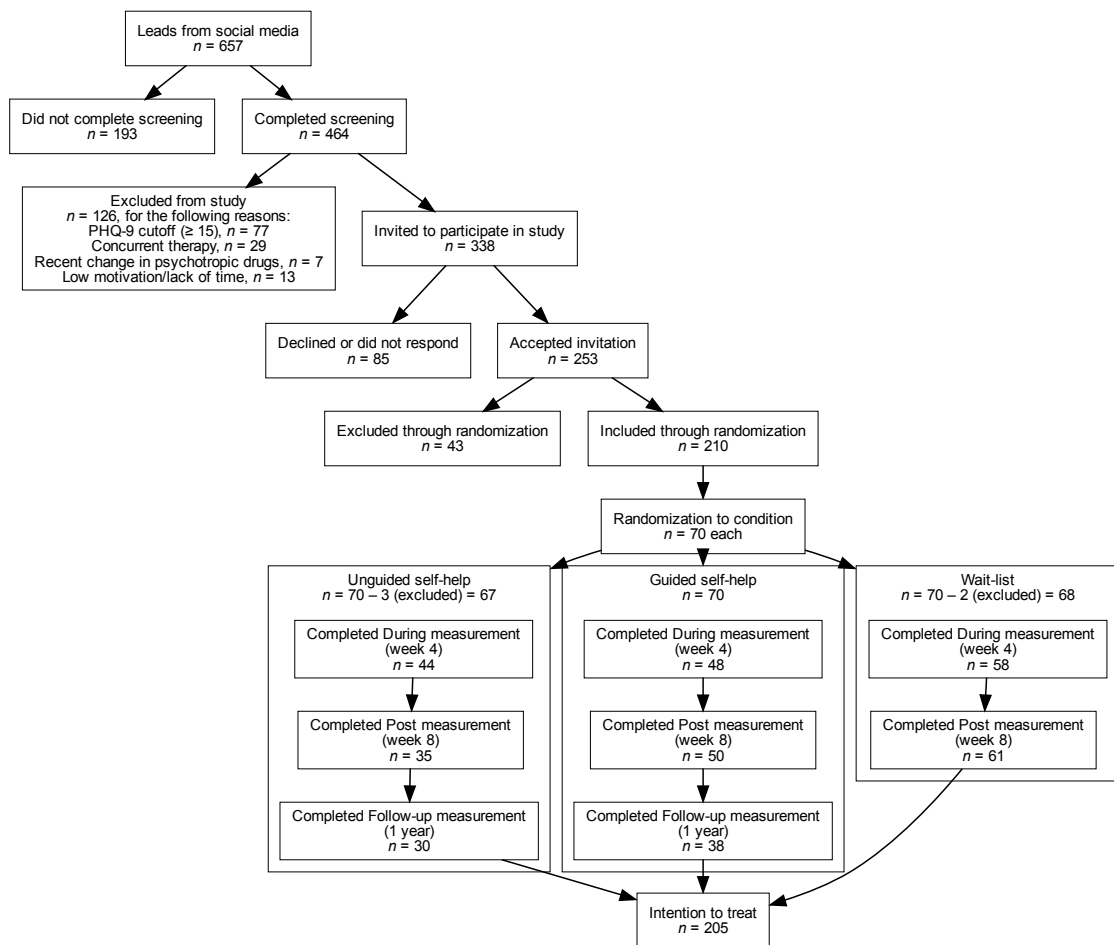 Leads from social media
n = 657
Did not complete screening
n = 193
Completed screening
n = 464
Excluded from study
n = 126, for the following reasons:
PHQ-9 cutoff (≥ 15), n = 77
Concurrent therapy, n = 29
Recent change in psychotropic drugs, n = 7
Low motivation/lack of time, n = 13
Invited to participate in study
n = 338
Declined or did not respond
n = 85
Accepted invitation
n = 253
Excluded through randomization
n = 43
Included through randomization
n = 210
Randomization to condition
n = 70 each
Unguided self-help
n = 70 – 3 (excluded) = 67
Completed During measurement
(week 4)
n = 44
Completed Post measurement
(week 8)
n = 35
Completed Follow-up measurement
(1 year)
n = 30
Guided self-help
n = 70
Completed During measurement
(week 4)
n = 48
Completed Post measurement
(week 8)
n = 50
Completed Follow-up measurement
(1 year)
n = 38
Wait-list
n = 70 – 2 (excluded) = 68
Completed During measurement
(week 4)
n = 58
Completed Post measurement
(week 8)
n = 61
Intention to treat
n = 205